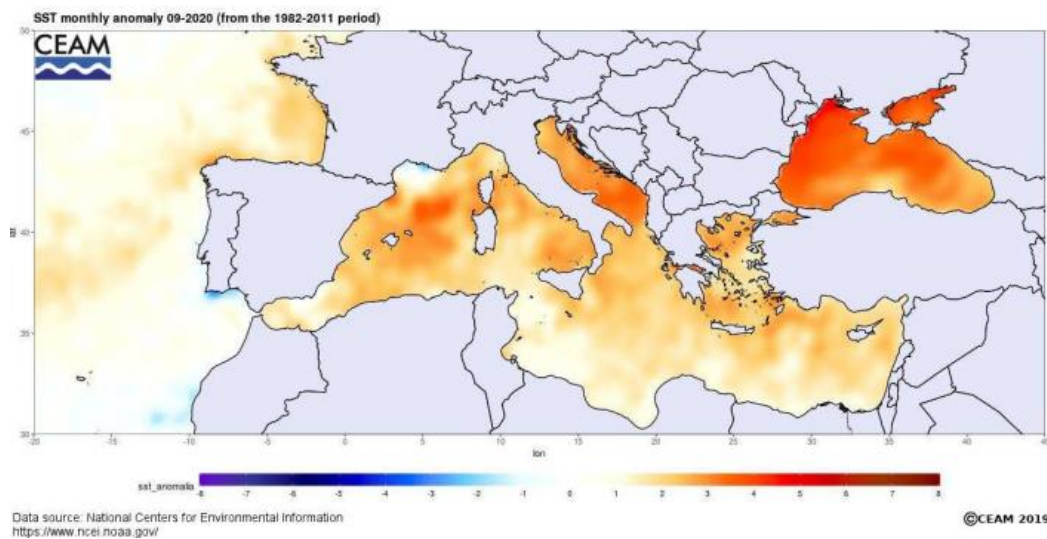 SST monthly anomaly 09-2020 (from the 1982-2011 period)
CEAM
50
45
40
35
30
lat
-20 -15 -10 -5 0 5 10 15 20 25 30 35 40 45
lon
sst_anomalia
-8 -7 -6 -5 -4 -3 -2 -1 0 1 2 3 4 5 6 7 8
Data source: National Centers for Environmental Information
https://www.ncei.noaa.gov/
©CEAM 2019